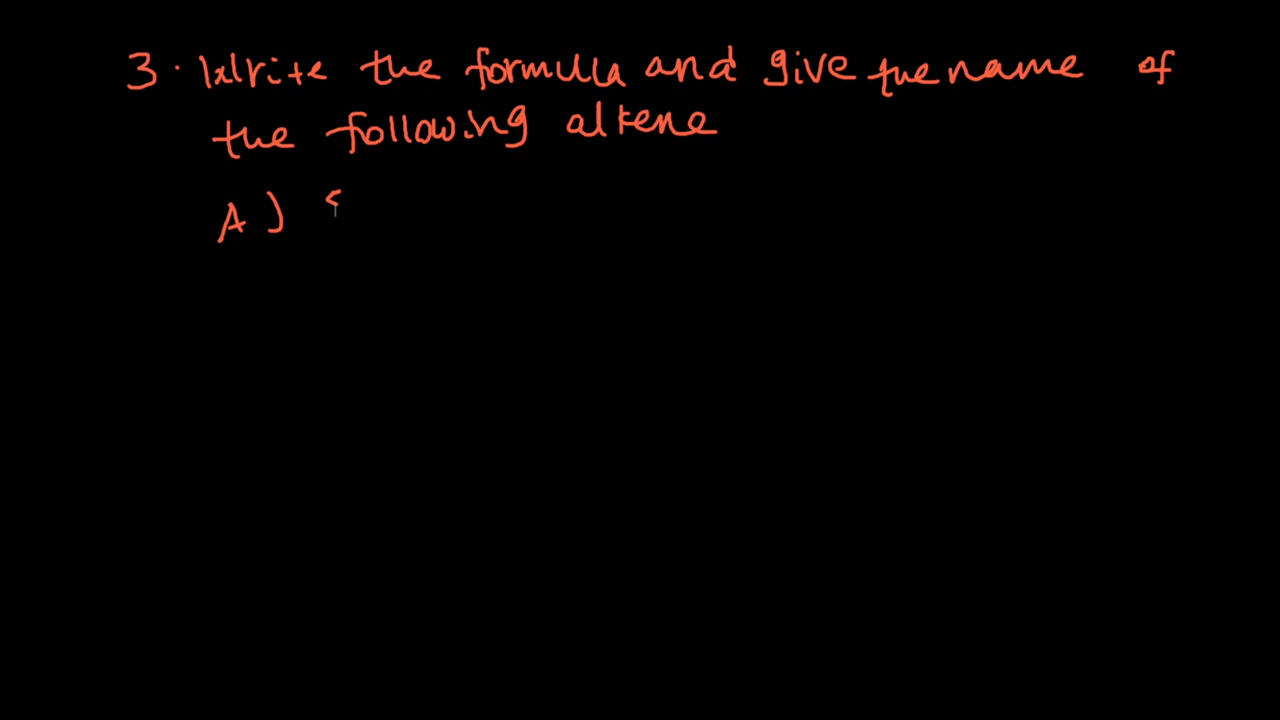 3. Write the formula and give the name of
the following alkene
A)